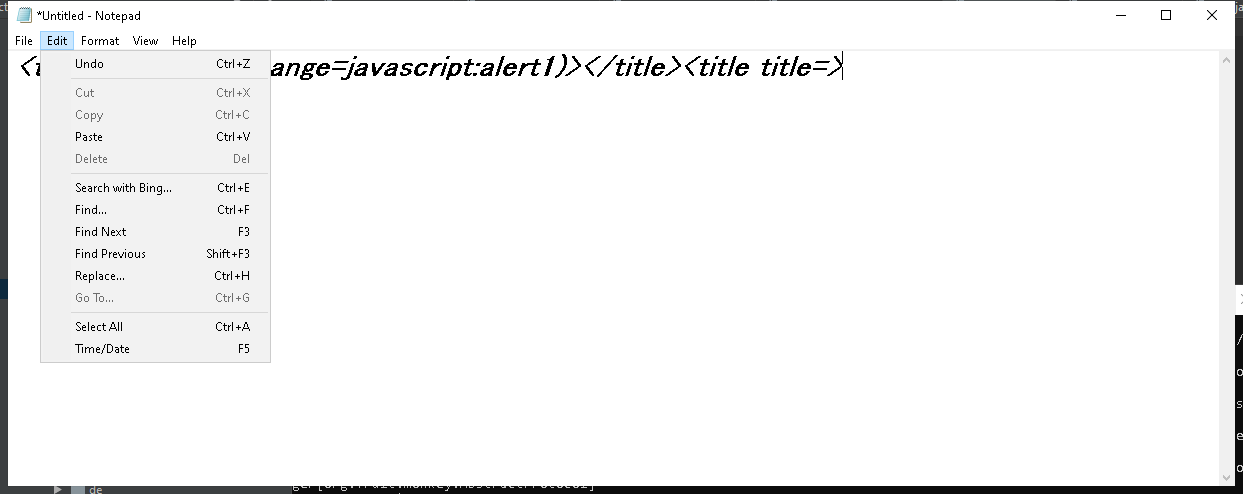 *Untitled - Notepad
File Edit Format View Help
<t ange=javascript:alert1)></title><title title=>
Undo Ctrl+Z
Cut Ctrl+X
Copy Ctrl+C
Paste Ctrl+V
Delete Del
Search with Bing... Ctrl+E
Find... Ctrl+F
Find Next F3
Find Previous Shift+F3
Replace... Ctrl+H
Go To... Ctrl+G
Select All Ctrl+A
Time/Date F5
de